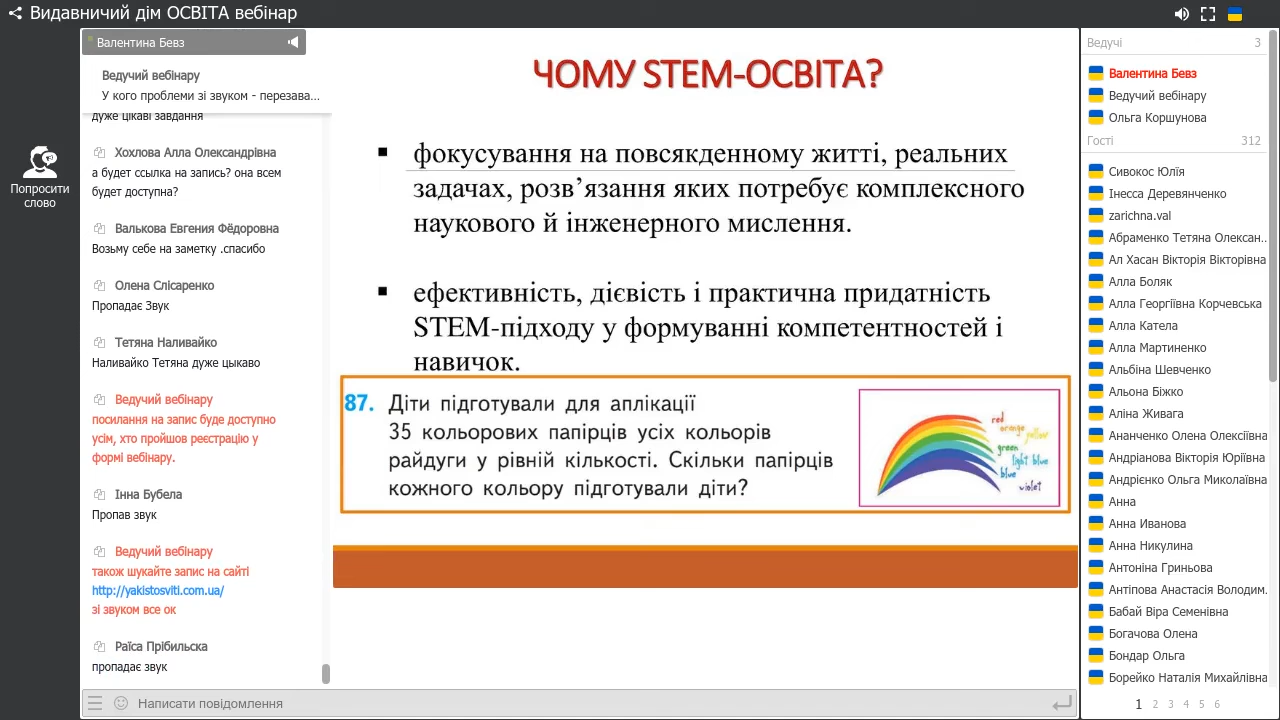 Видавничий дім ОСВІТА вебінар
Попросити
слово
Валентина Бевз
Ведучий вебінару
У кого проблеми зі звуком - перезава...
дуже цікаві завдання
Хохлова Алла Олександрівна
а будет ссылка на запись? она всем
будет доступна?
Валькова Евгения Фёдоровна
Возьму себе на заметку .спасибо
Олена Слісаренко
Пропадає Звук
Тетяна Наливайко
Наливайко Тетяна дуже цыкаво
Ведучий вебінару
посилання на запис буде доступно
усім, хто пройшов реєстрацію у
формі вебінару.
Інна Бубела
Пропав звук
Ведучий вебінару
також шукайте запис на сайті
http://yakistosviti.com.ua/
зі звуком все ок
Раїса Прібильска
пропадає звук
Написати повідомлення
ЧОМУ STEM-ОСВІТА?
▪ фокусування на повсякденному житті, реальних
задачах, розв’язання яких потребує комплексного
наукового й інженерного мислення.
▪ ефективність, дієвість і практична придатність
STEM-підходу у формуванні компетентностей і
навичок.
87. Діти підготували для аплікації
35 кольорових папірців усіх кольорів
райдуги у рівній кількості. Скільки папірців
кожного кольору підготували діти?
red
orange
yellow
green
light blue
blue
violet
Ведучі 3
Валентина Бевз
Ведучий вебінару
Ольга Коршунова
Гості 312
Сивокос Юлія
Інесса Деревянченко
zarichna.val
Абраменко Тетяна Олексан..
Ал Хасан Вікторія Вікторівна
Алла Боляк
Алла Георгіївна Корчевська
Алла Катела
Алла Мартиненко
Альбіна Шевченко
Альона Біжко
Аліна Живага
Ананченко Олена Олексіївна
Андріанова Вікторія Юріївна
Андрієнко Ольга Миколаївна
Анна
Анна Иванова
Анна Никулина
Антоніна Гриньова
Антіпова Анастасія Володим.
Бабай Віра Семенівна
Богачова Олена
Бондар Ольга
Борейко Наталія Михайлівна
1 2 3 4 5 6